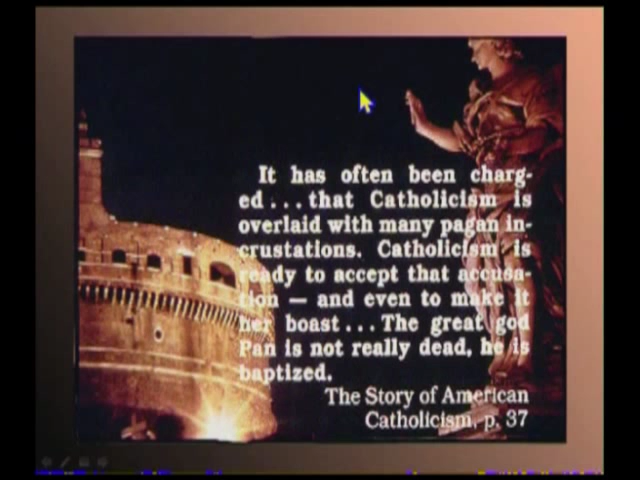 It has often been charg-
ed...that Catholicism is
overlaid with many pagan in-
crustations. Catholicism is
ready to accept that accusa-
tion — and even to make it
her boast...The great god
Pan is not really dead, he is
baptized.
The Story of American
Catholicism, p. 37